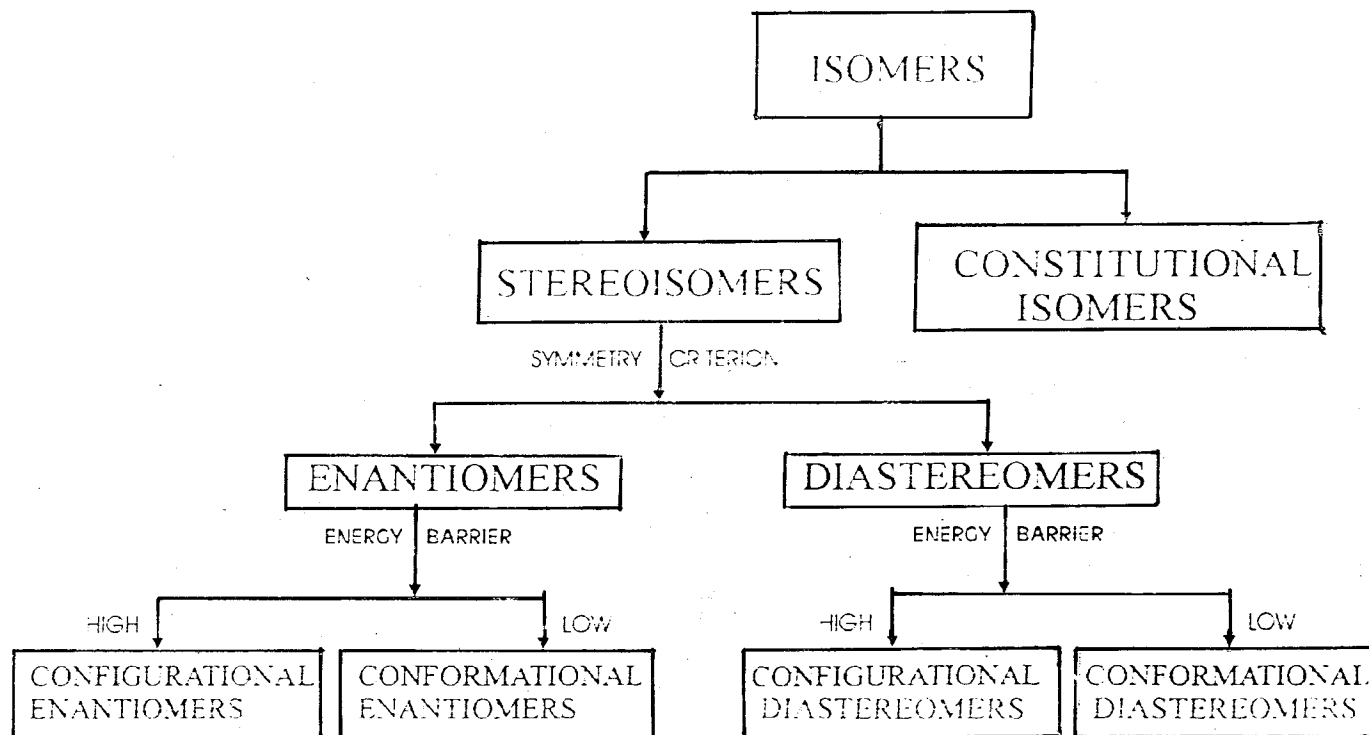 ISOMERS
STEREOISOMERS
CONSTITUTIONAL
ISOMERS
SYMMETRY CRITERION
ENANTIOMERS
DIASTEREOMERS
ENERGY BARRIER
ENERGY BARRIER
HIGH
LOW
HIGH
LOW
CONFIGURATIONAL
ENANTIOMERS
CONFORMATIONAL
ENANTIOMERS
CONFIGURATIONAL
DIASTEREOMERS
CONFORMATIONAL
DIASTEREOMERS